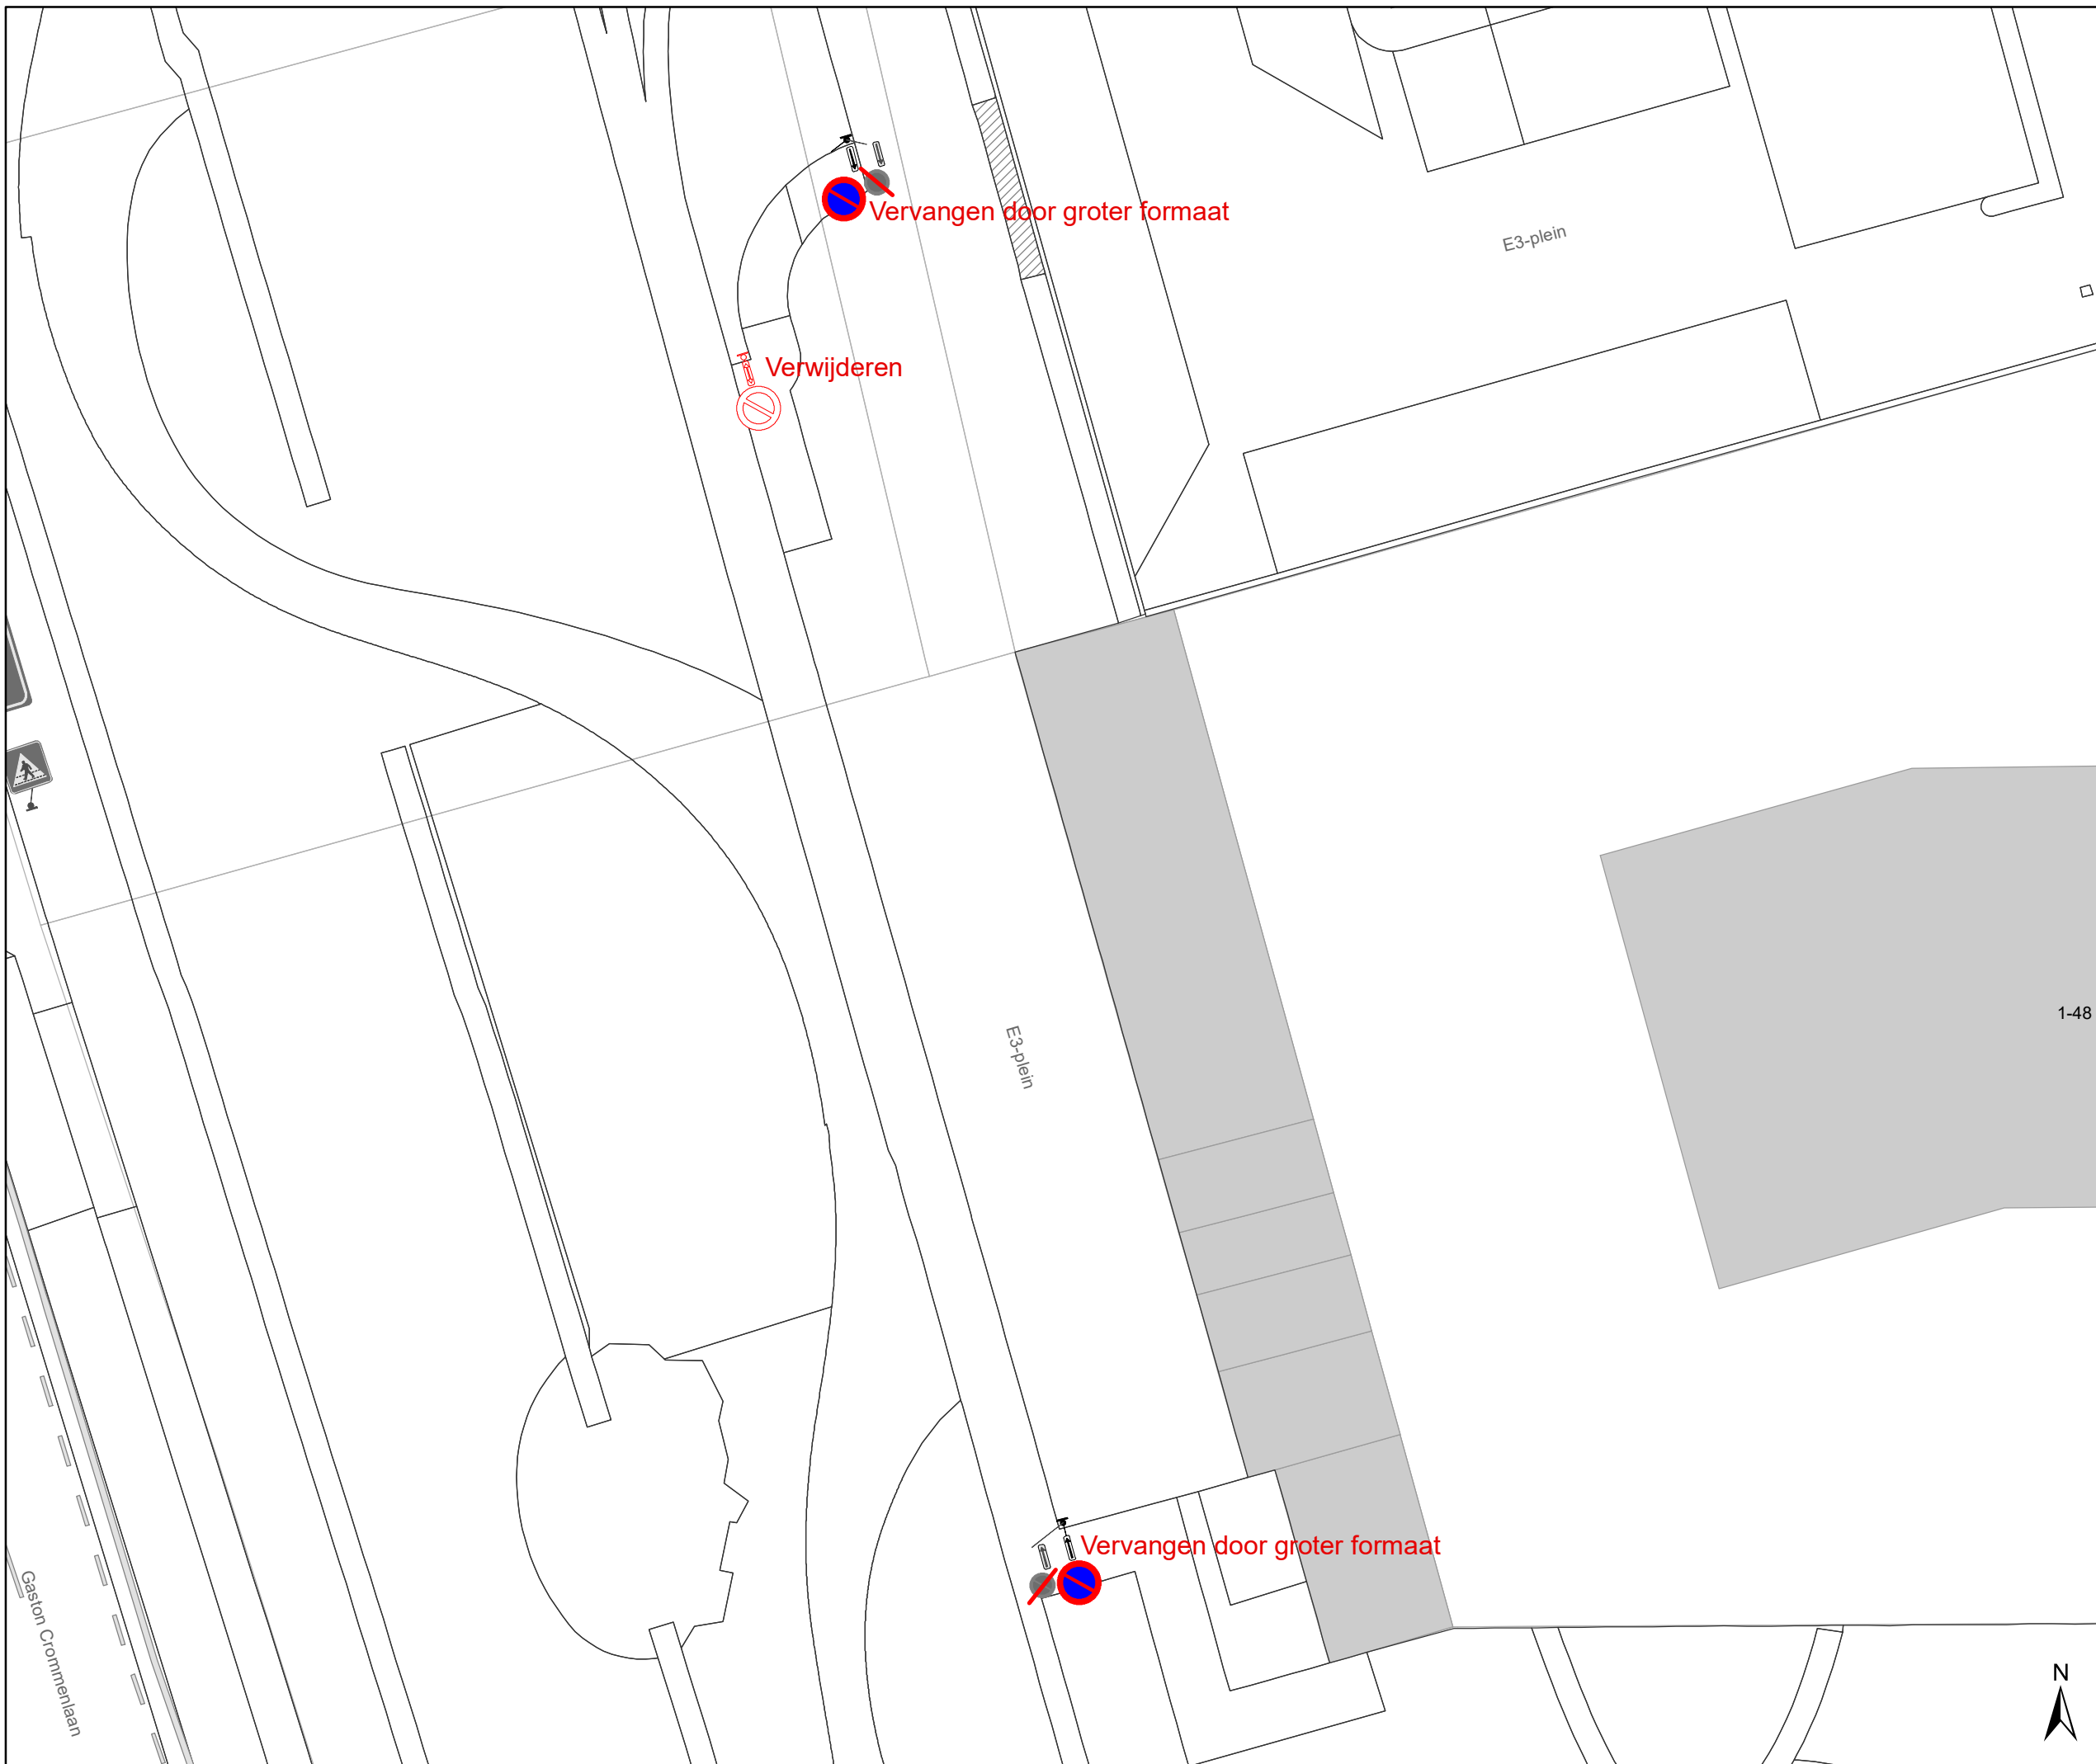 Vervangen door groter formaat
E3-plein
Verwijderen
1-48
E3-plein
Vervangen door groter formaat
Gaston Crommenlaan
N